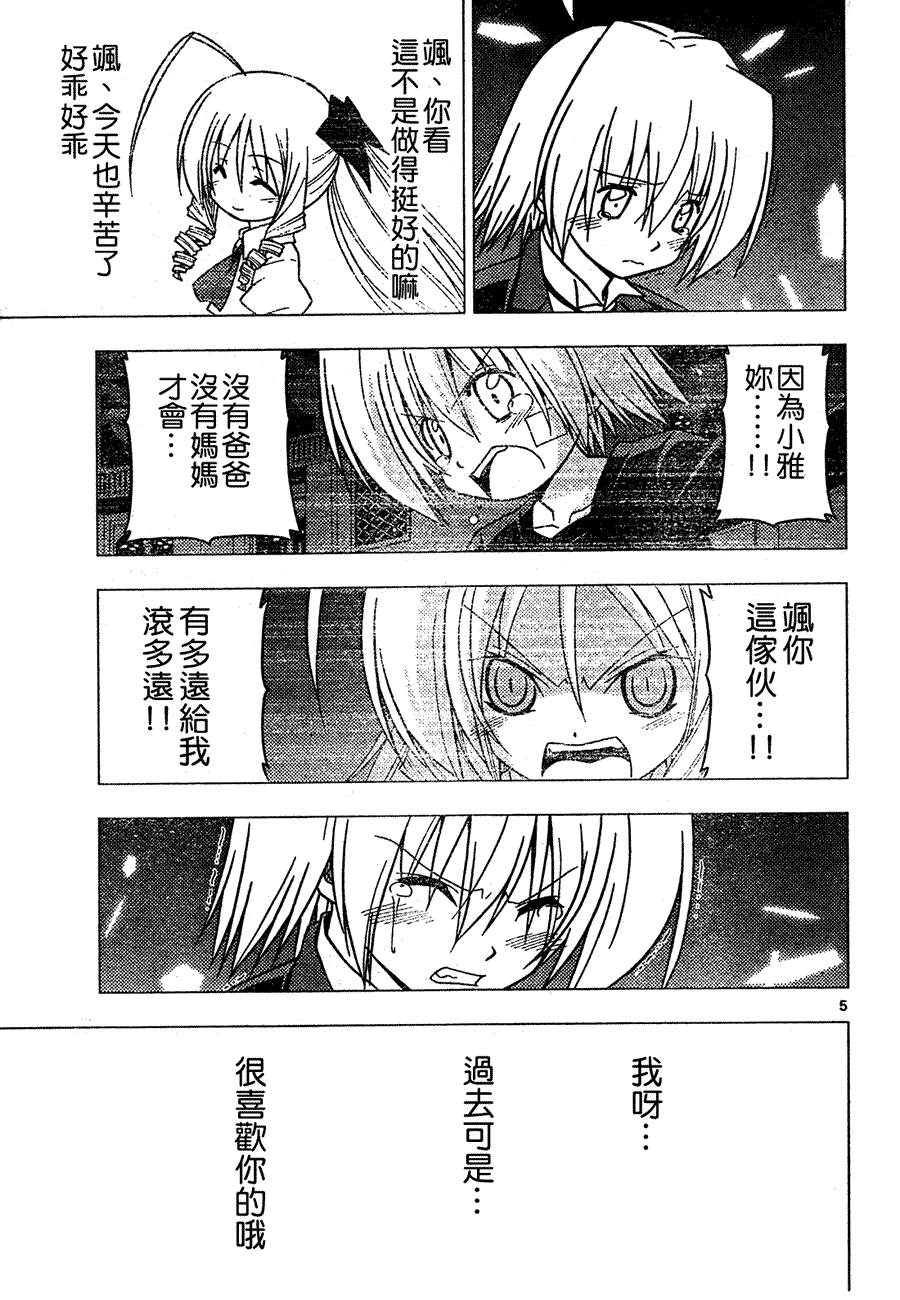 颯、你看
這不是做得挺好的嘛
颯、今天也辛苦了
好乖好乖
因為小雅
妳……!!
沒有爸爸
沒有媽媽
才會…
颯你
這傢伙…!!
有多遠給我
滾多遠!!
5
我呀…
過去可是…
很喜歡你的哦